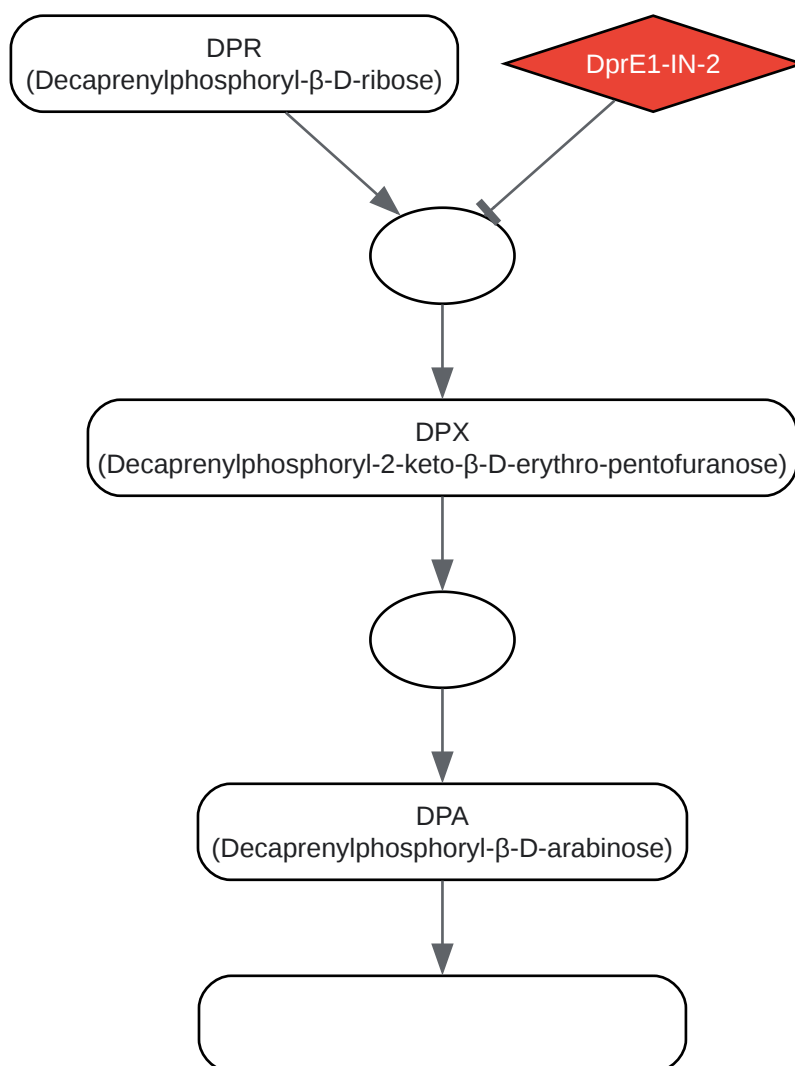 DPR
(Decaprenylphosphoryl-β-D-ribose)
DprE1-IN-2
DPX
(Decaprenylphosphoryl-2-keto-β-D-erythro-pentofuranose)
DPA
(Decaprenylphosphoryl-β-D-arabinose)